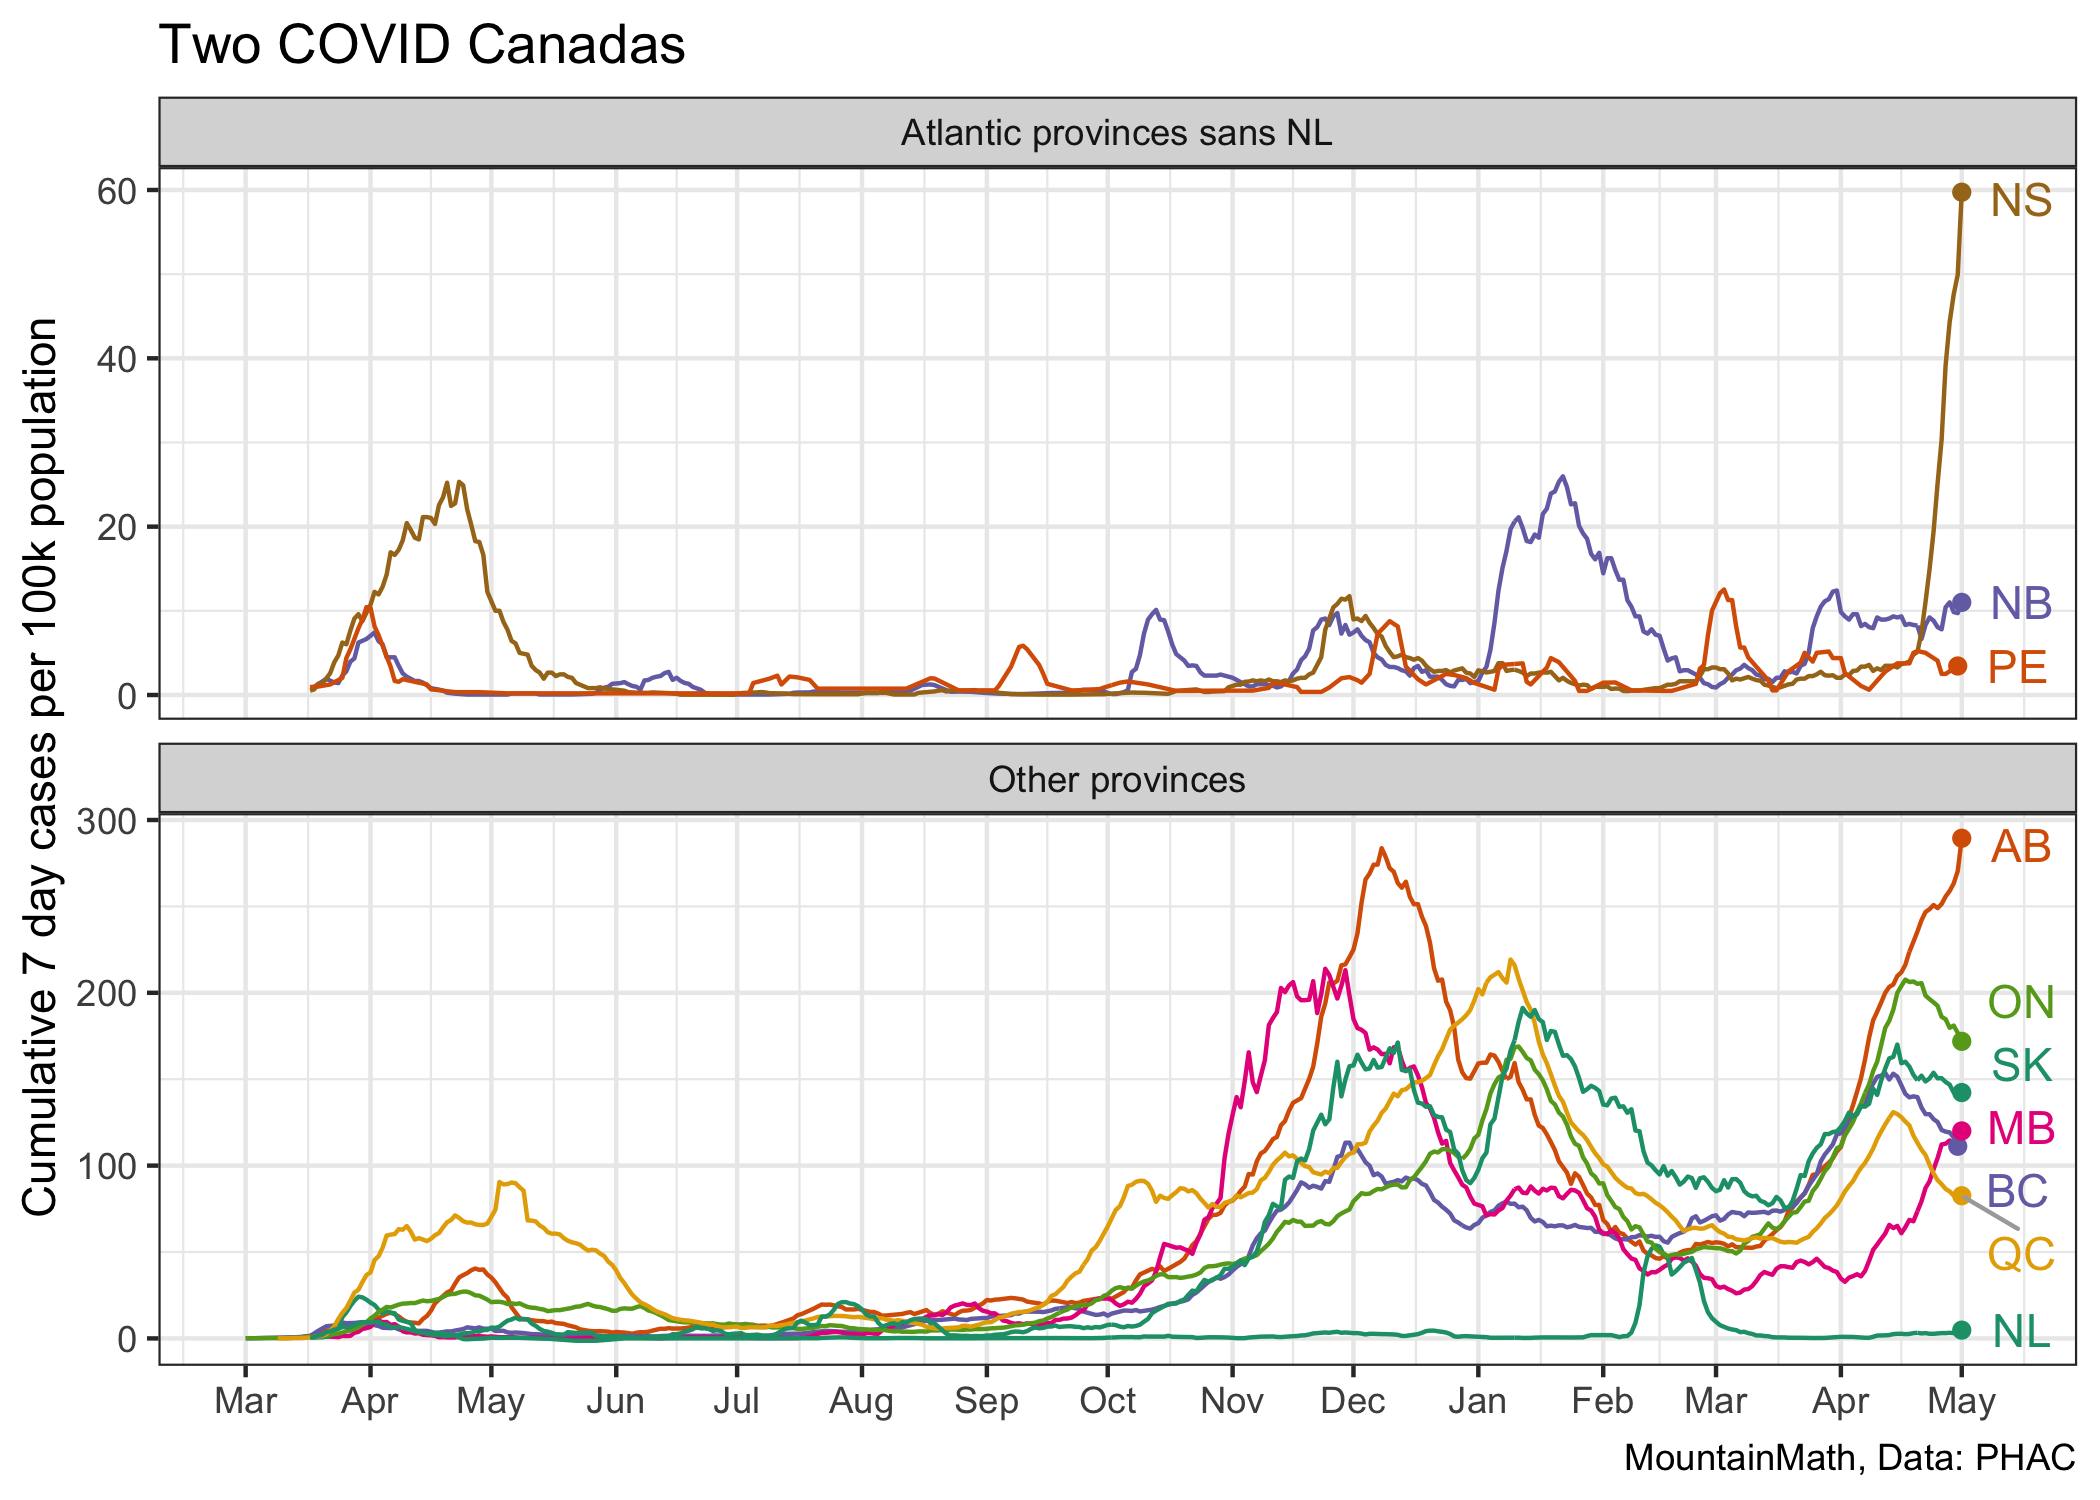 Two COVID Canadas
Atlantic provinces sans NL
60
40
20
0
NS
NB
PE
Cumulative 7 day cases per 100k population
Other provinces
300
200
100
0
AB
ON
SK
MB
BC
QC
NL
Mar Apr May Jun Jul Aug Sep Oct Nov Dec Jan Feb Mar Apr May
MountainMath, Data: PHAC